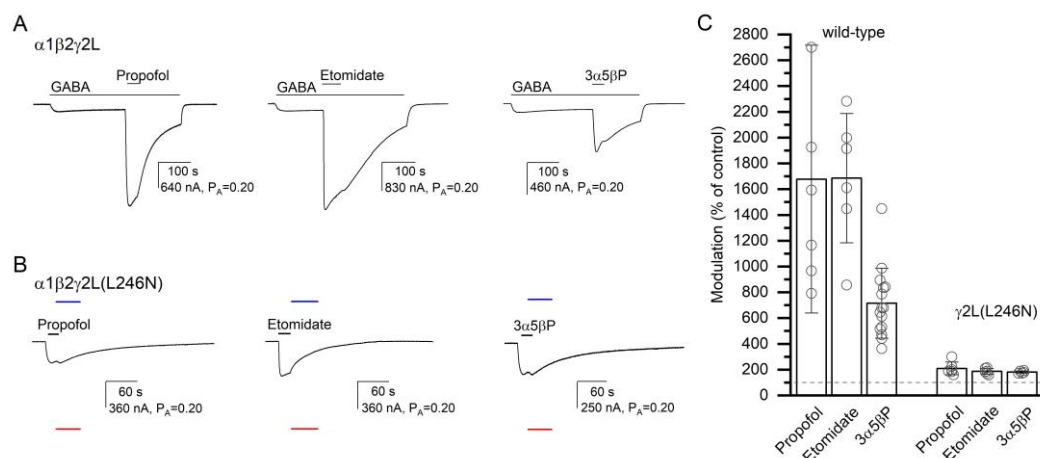 A
α1β2γ2L
Propofol
GABA
100 s
640 nA, PA=0.20
Etomidate
GABA
100 s
830 nA, PA=0.20
3α5βP
GABA
100 s
460 nA, PA=0.20
B
α1β2γ2L(L246N)
Propofol
60 s
360 nA, PA=0.20
Etomidate
60 s
360 nA, PA=0.20
3α5βP
60 s
250 nA, PA=0.20
C
wild-type
γ2L(L246N)
Modulation (% of control)
2800
2600
2400
2200
2000
1800
1600
1400
1200
1000
800
600
400
200
0
Propofol
Etomidate
3α5βP
Propofol
Etomidate
3α5βP